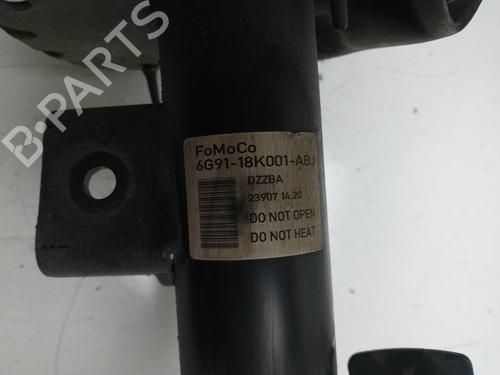 B-PARTS
FoMoCo
6G91-18K001-ABJ
DZZBA
23907 14.20
DO NOT OPEN
DO NOT HEAT